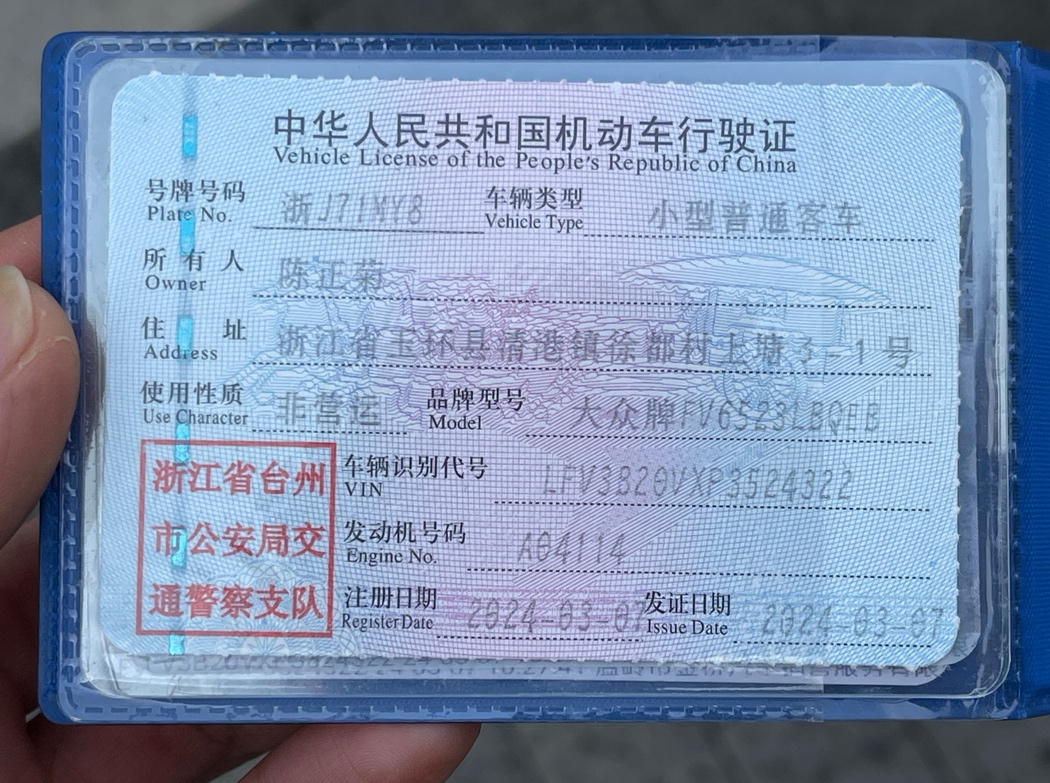 中华人民共和国机动车行驶证
Vehicle License of the People's Republic of China
号牌号码 浙J71NY8 车辆类型 小型普通客车
Plate No. Vehicle Type
所有人 陈正菊
Owner
住址 浙江省玉环县清港镇徐都村上塘3-1号
Address
使用性质 非营运 品牌型号 大众牌FV6523LBQEB
Use Character Model
浙江省台州
市公安局交
通警察支队
车辆识别代号 LFV3B20VXP3524322
VIN
发动机号码 A04114
Engine No.
注册日期 2024-03-07 发证日期 2024-03-07
Register Date Issue Date